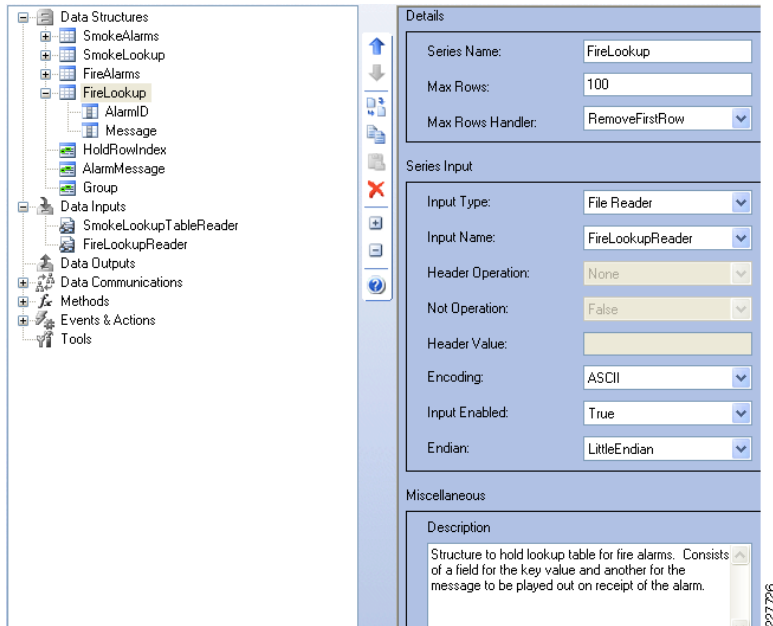 Data Structures
SmokeAlarms
SmokeLookup
FireAlarms
FireLookup
AlarmID
Message
HoldRowIndex
AlarmMessage
Group
Data Inputs
SmokeLookupTableReader
FireLookupReader
Data Outputs
Data Communications
Methods
Events & Actions
Tools
Details
Series Name: FireLookup
Max Rows: 100
Max Rows Handler: RemoveFirstRow
Series Input
Input Type: File Reader
Input Name: FireLookupReader
Header Operation: None
Not Operation: False
Header Value:
Encoding: ASCII
Input Enabled: True
Endian: LittleEndian
Miscellaneous
Description
Structure to hold lookup table for fire alarms. Consists
of a field for the key value and another for the
message to be played out on receipt of the alarm.
227726